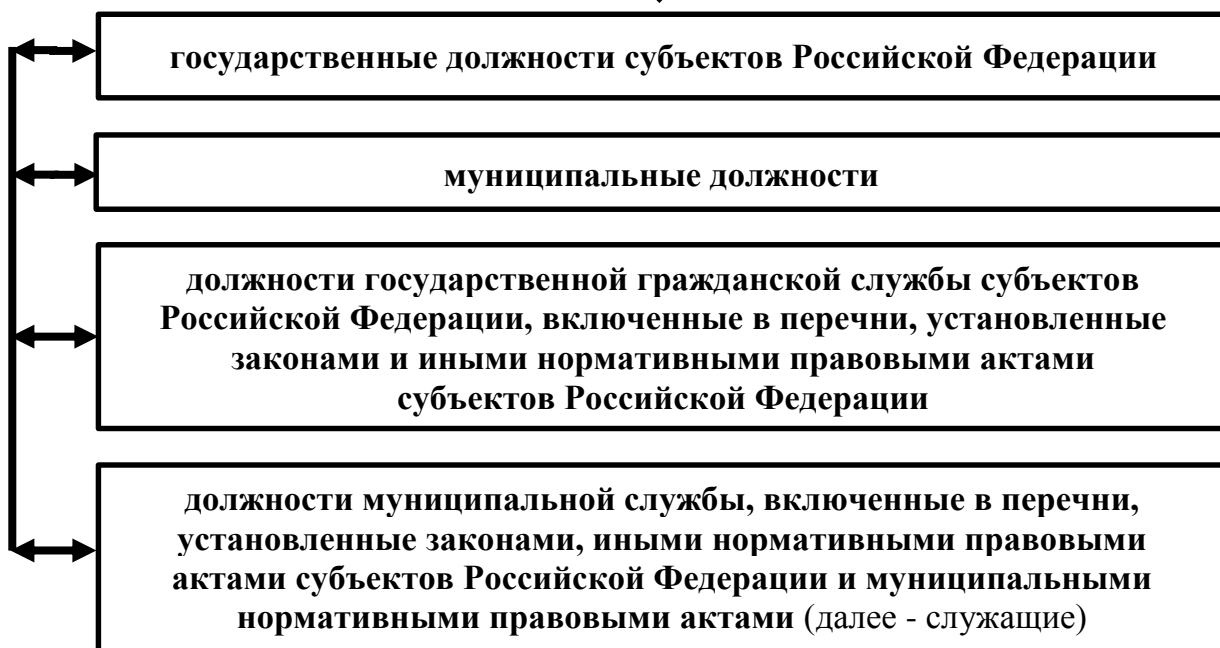 государственные должности субъектов Российской Федерации
муниципальные должности
должности государственной гражданской службы субъектов
Российской Федерации, включенные в перечни, установленные
законами и иными нормативными правовыми актами
субъектов Российской Федерации
должности муниципальной службы, включенные в перечни,
установленные законами, иными нормативными правовыми
актами субъектов Российской Федерации и муниципальными
нормативными правовыми актами (далее - служащие)